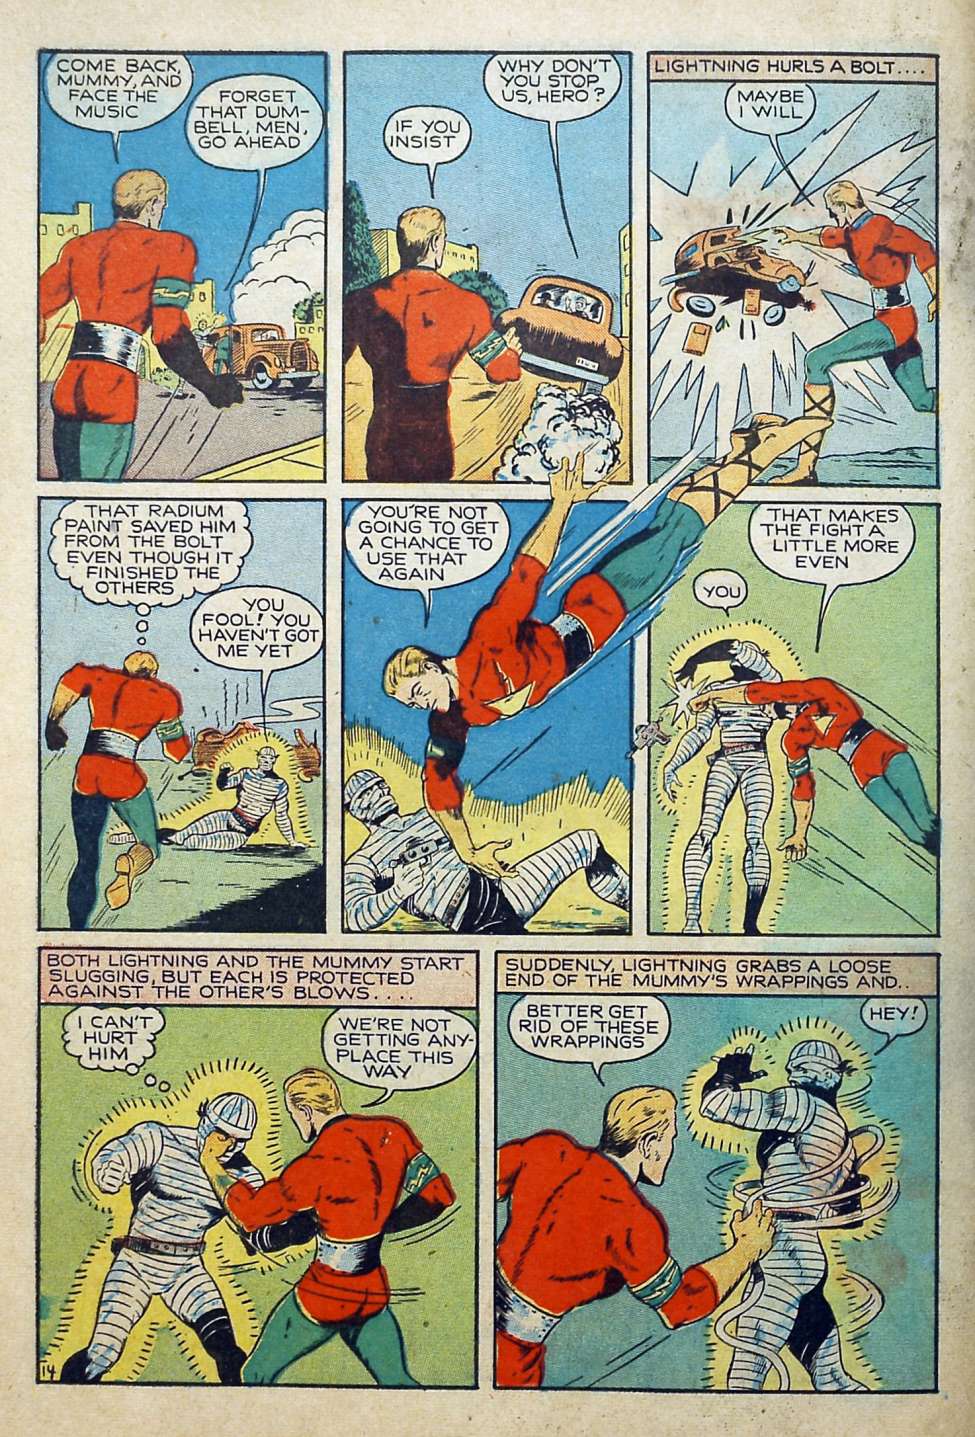 COME BACK,
MUMMY, AND
FACE THE
MUSIC
FORGET
THAT DUM-
BELL, MEN,
GO AHEAD
WHY DON'T
YOU STOP
US, HERO?
IF YOU
INSIST
LIGHTNING HURLS A BOLT....
MAYBE
I WILL
THAT RADIUM
PAINT SAVED HIM
FROM THE BOLT
EVEN THOUGH IT
FINISHED THE
OTHERS
YOU
FOOL! YOU
HAVEN'T GOT
ME YET
YOU'RE NOT
GOING TO GET
A CHANCE TO
USE THAT
AGAIN
THAT MAKES
THE FIGHT A
LITTLE MORE
EVEN
YOU
BOTH LIGHTNING AND THE MUMMY START
SLUGGING, BUT EACH IS PROTECTED
AGAINST THE OTHER'S BLOWS....
I CAN'T
HURT
HIM
WE'RE NOT
GETTING ANY-
PLACE THIS
WAY
14
SUDDENLY, LIGHTNING GRABS A LOOSE
END OF THE MUMMY'S WRAPPINGS AND..
BETTER GET
RID OF THESE
WRAPPINGS
HEY!